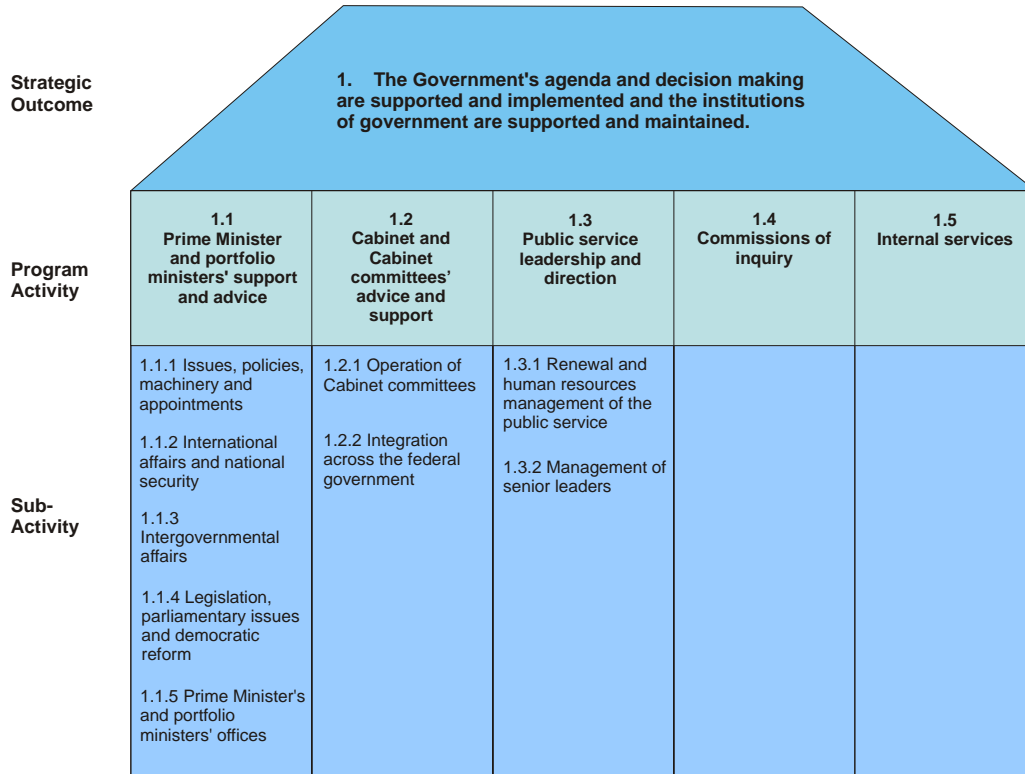 Strategic
Outcome
1. The Government's agenda and decision making
are supported and implemented and the institutions
of government are supported and maintained.
Program
Activity
1.1
Prime Minister
and portfolio
ministers' support
and advice
1.2
Cabinet and
Cabinet
committees’
advice and
support
1.3
Public service
leadership and
direction
1.4
Commissions of
inquiry
1.5
Internal services
Sub-
Activity
1.1.1 Issues, policies,
machinery and
appointments
1.1.2 International
affairs and national
security
1.1.3
Intergovernmental
affairs
1.1.4 Legislation,
parliamentary issues
and democratic
reform
1.1.5 Prime Minister's
and portfolio
ministers' offices
1.2.1 Operation of
Cabinet committees
1.2.2 Integration
across the federal
government
1.3.1 Renewal and
human resources
management of the
public service
1.3.2 Management of
senior leaders